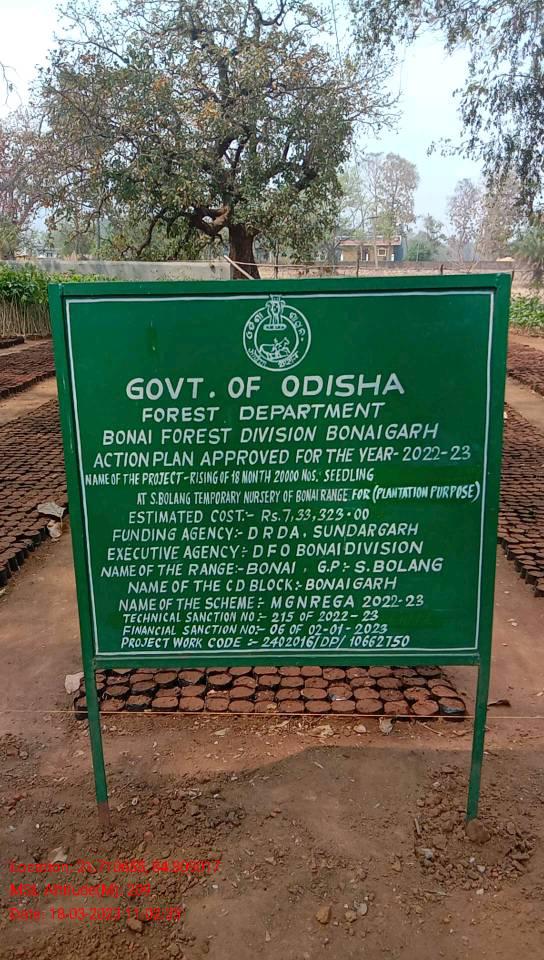 GOVT. OF ODISHA
FOREST DEPARTMENT
BONAI FOREST DIVISION BONAIGARH
ACTION PLAN APPROVED FOR THE YEAR-2022-23
NAME OF THE PROJECT-RISING OF 18 MONTH 20000 NOS. SEEDLING
AT S.BOLANG TEMPORARY NURSERY OF BONAI RANGE FOR (PLANTATION PURPOSE)
ESTIMATED COST:- RS.7,33,323.00
FUNDING AGENCY:- DRDA, SUNDARGARH
EXECUTIVE AGENCY:- DFO BONAI DIVISION
NAME OF THE RANGE:-BONAI, G.P:-S.BOLANG
NAME OF THE CD BLOCK:-BONAIGARH
NAME OF THE SCHEME:- MGNREGA 2022-23
TECHNICAL SANCTION NO:- 215 OF 2022-23
FINANCIAL SANCTION NO:- 06 OF 02-01-2023
PROJECT WORK CODE :- 2402016/DP/10662750
Location:
MSL Altitude(M): 209
Date: 18-03-2023